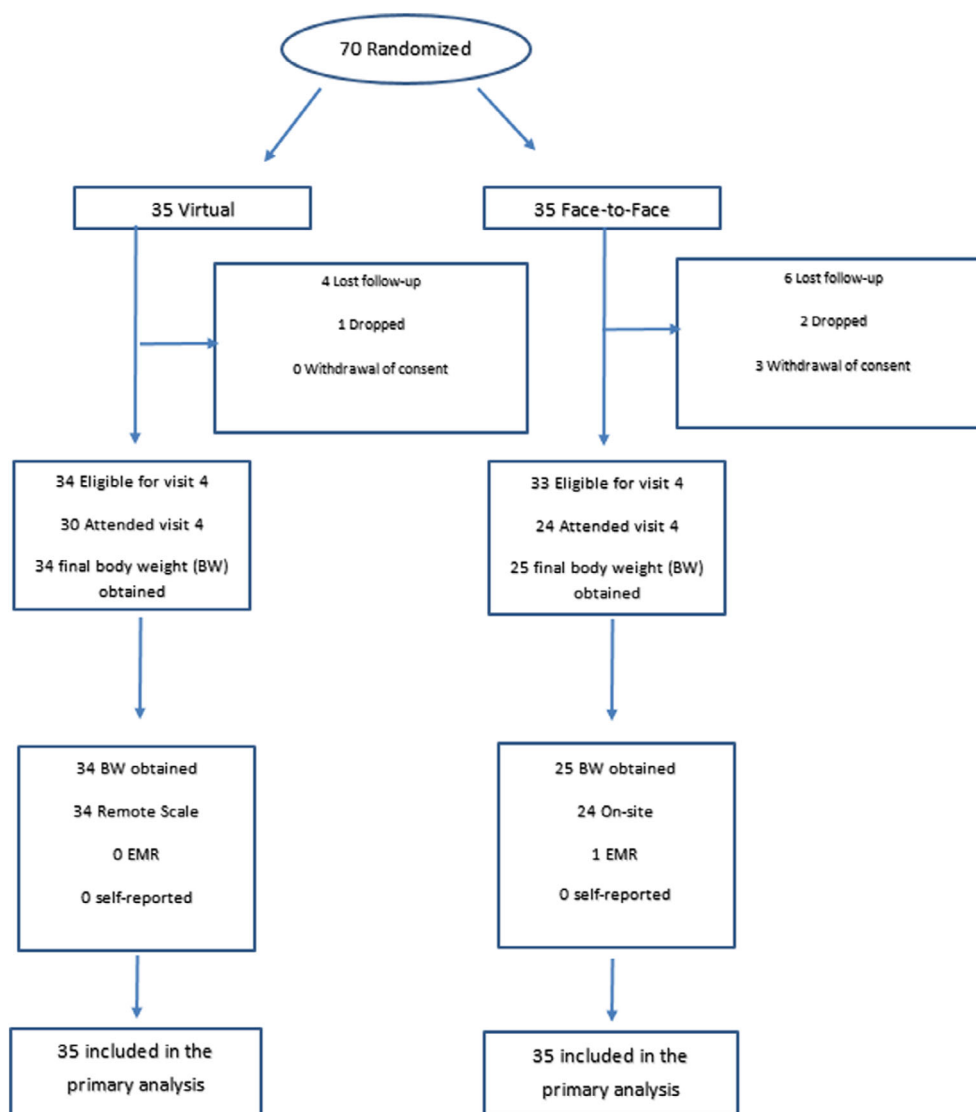 70 Randomized
35 Virtual
35 Face-to-Face
4 Lost follow-up
1 Dropped
0 Withdrawal of consent
6 Lost follow-up
2 Dropped
3 Withdrawal of consent
34 Eligible for visit 4
30 Attended visit 4
34 final body weight (BW)
obtained
33 Eligible for visit 4
24 Attended visit 4
25 final body weight (BW)
obtained
34 BW obtained
34 Remote Scale
0 EMR
0 self-reported
25 BW obtained
24 On-site
1 EMR
0 self-reported
35 included in the
primary analysis
35 included in the
primary analysis